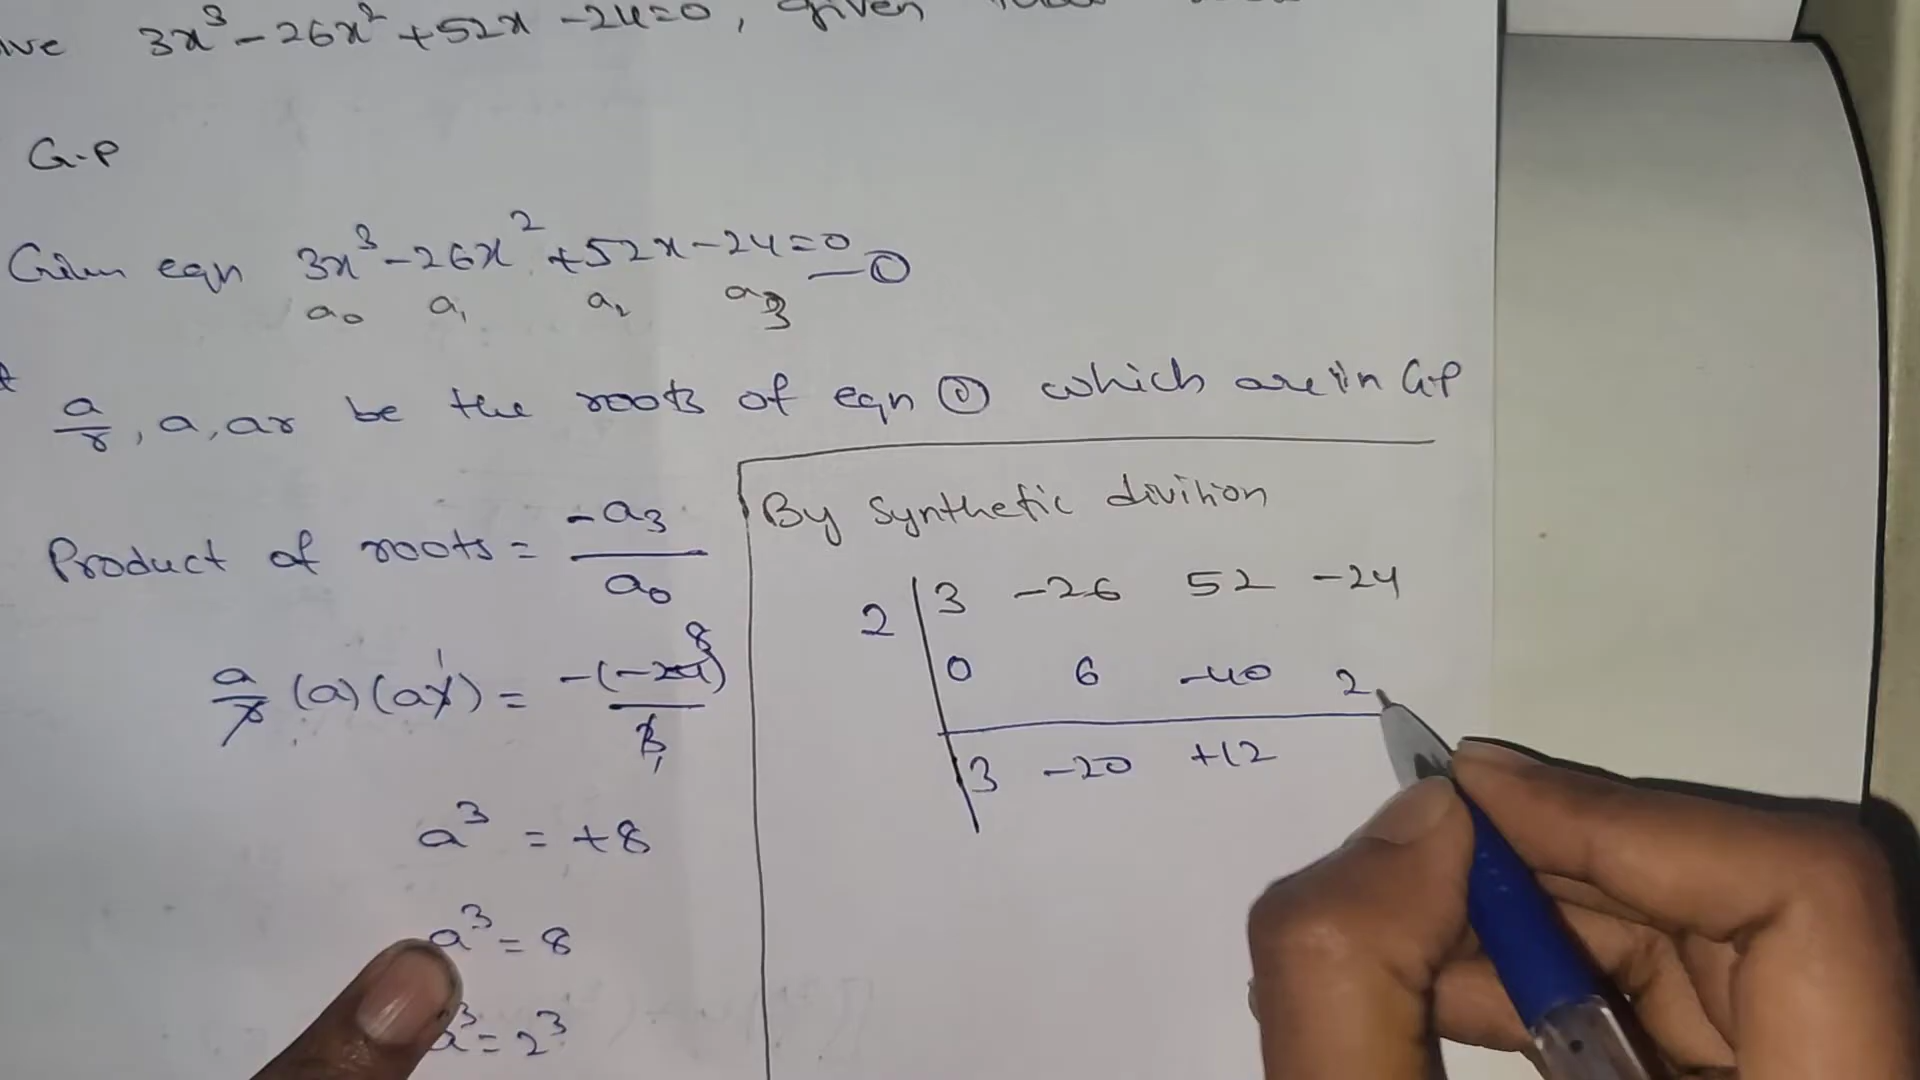 3x³ - 26x² + 52x - 24 = 0, given
G.P
Given eqn 3x³ - 26x² + 52x - 24 = 0 — ①
a₀ a₁ a₂ a₃
a/r, a, ar be the roots of eqn ① which are in G.P
Product of roots = -a₃/a₀
a/r (a)(ar) = -(-24)/3
8
1
1
a³ = +8
a³ = 8
a³ = 2³
By Synthetic division
2 | 3 -26 52 -24
0 6 -40 2
3 -20 +12